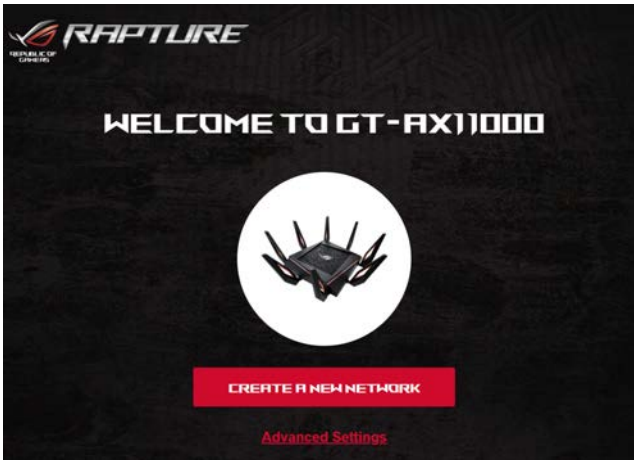 RAPTURE
REPUBLIC OF
GAMERS
WELCOME TO GT-AX11000
CREATE A NEW NETWORK
Advanced Settings